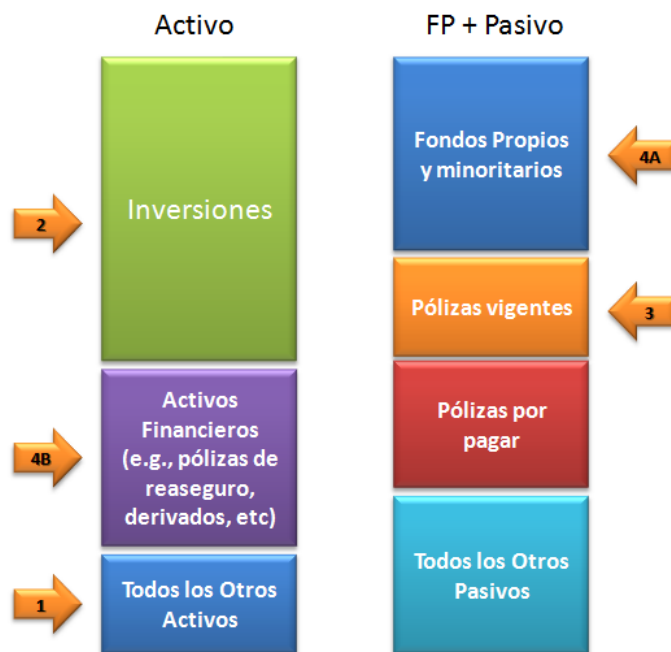 Activo
FP + Pasivo
2
Inversiones
4B
Activos
Financieros
(e.g., pólizas de
reaseguro,
derivados, etc)
1
Todos los Otros
Activos
Fondos Propios
y minoritarios
4A
Pólizas vigentes
3
Pólizas por
pagar
Todos los Otros
Pasivos